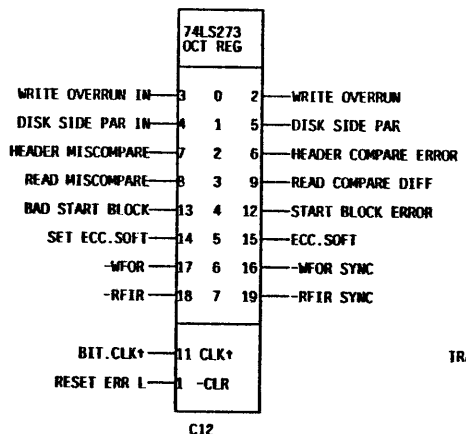 74LS273
OCT REG
WRITE OVERRUN IN 3 0 2 WRITE OVERRUN
DISK SIDE PAR IN 4 1 5 DISK SIDE PAR
HEADER MISCOMPARE 7 2 6 HEADER COMPARE ERROR
READ MISCOMPARE 8 3 9 READ COMPARE DIFF
BAD START BLOCK 13 4 12 START BLOCK ERROR
SET ECC.SOFT 14 5 15 ECC.SOFT
-WFOR 17 6 16 -WFOR SYNC
-RFIR 18 7 19 -RFIR SYNC
BIT.CLK↑ 11 CLK↑
TRA
RESET ERR L 1 -CLR
C12